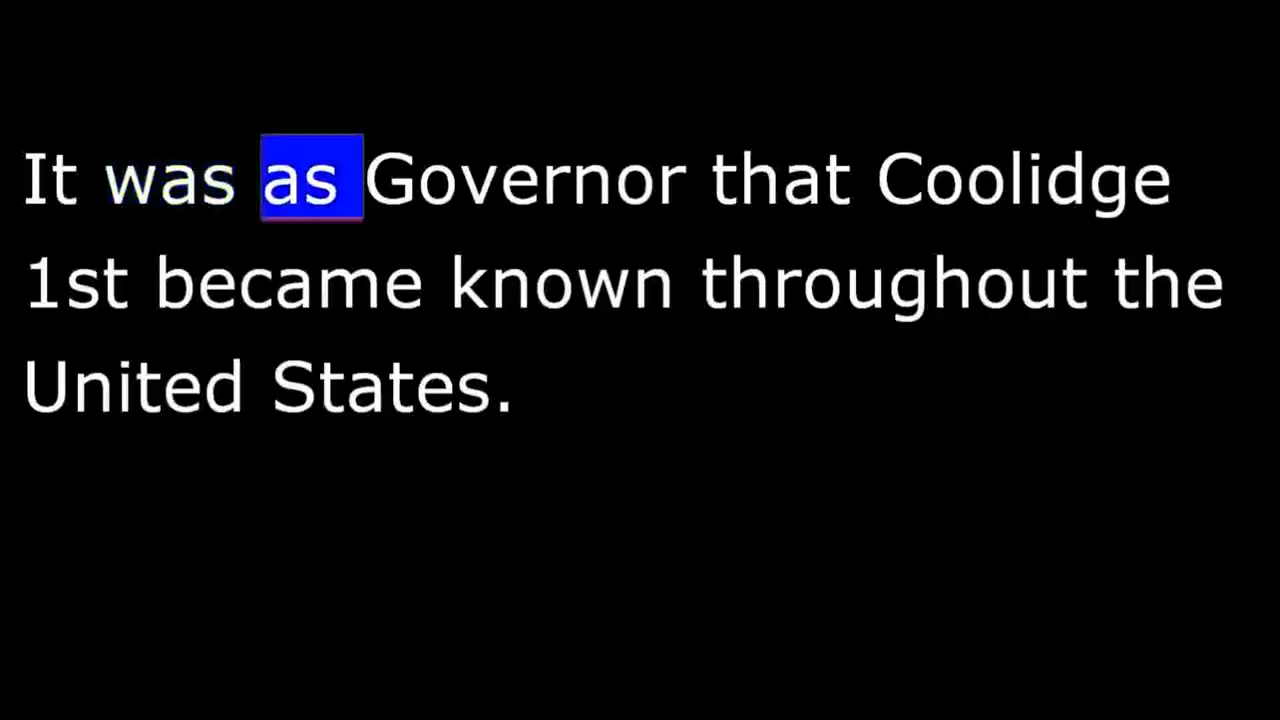 It was as Governor that Coolidge
1st became known throughout the
United States.